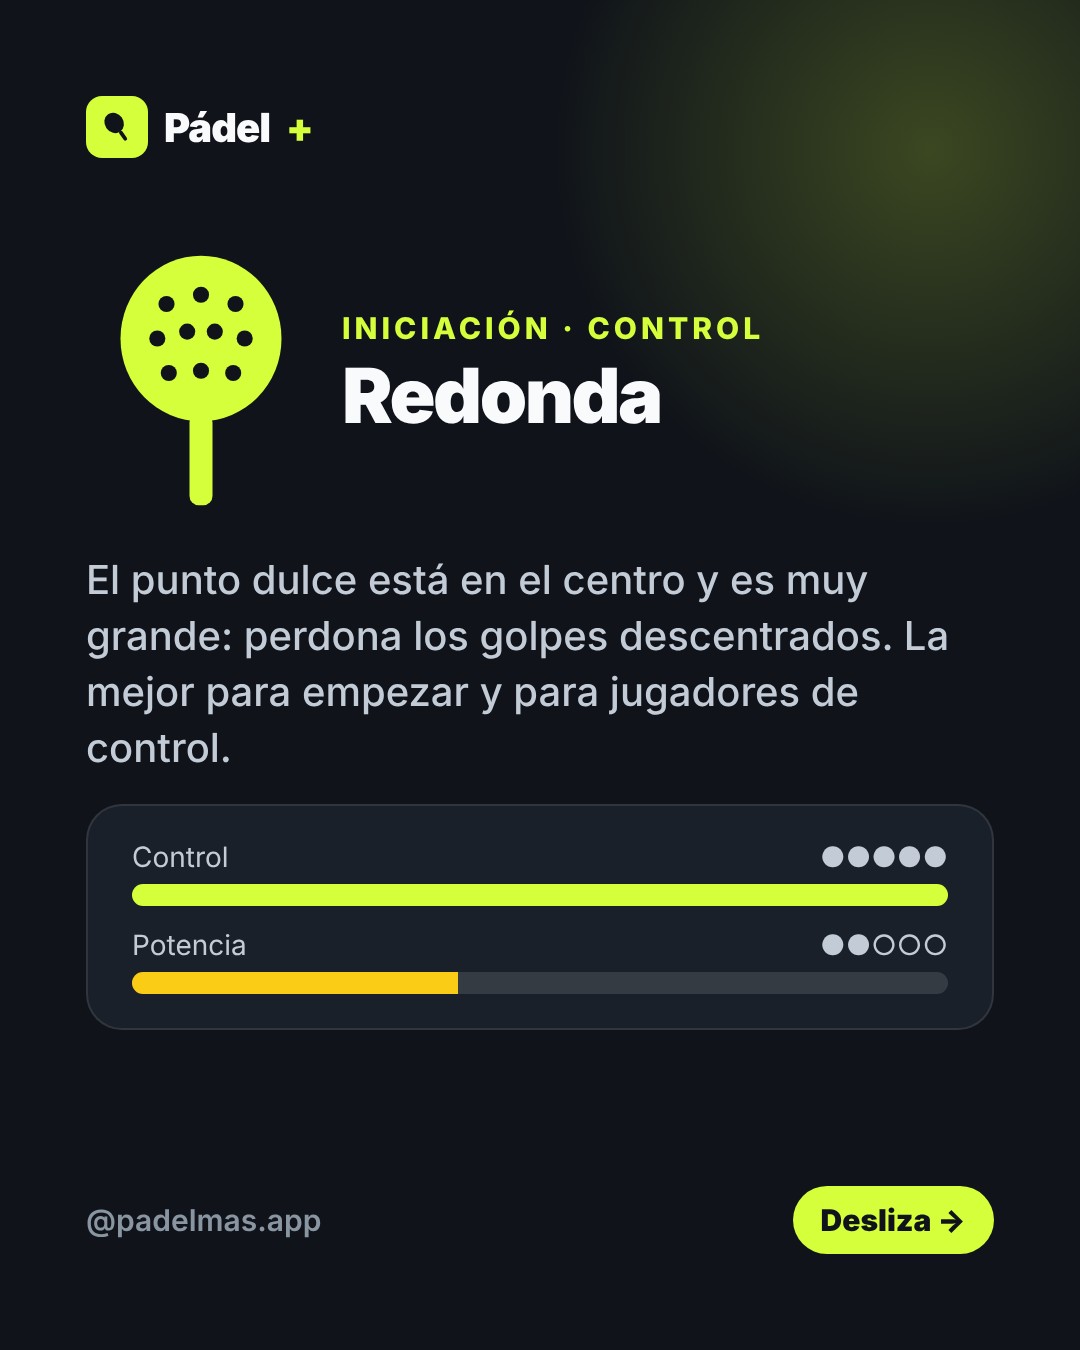 Pádel +
INICIACIÓN · CONTROL
Redonda
El punto dulce está en el centro y es muy
grande: perdona los golpes descentrados. La
mejor para empezar y para jugadores de
control.
Control ●●●●●
Potencia ●●○○○
@padelmas.app
Desliza →